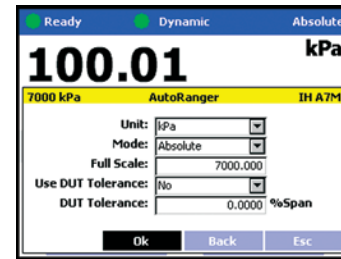 Ready Dynamic Absolute
100.01 kPa
7000 kPa AutoRanger IH A7M
Unit: kPa
Mode: Absolute
Full Scale: 7000.000
Use DUT Tolerance: No
DUT Tolerance: 0.0000 %Span
Ok Back Esc